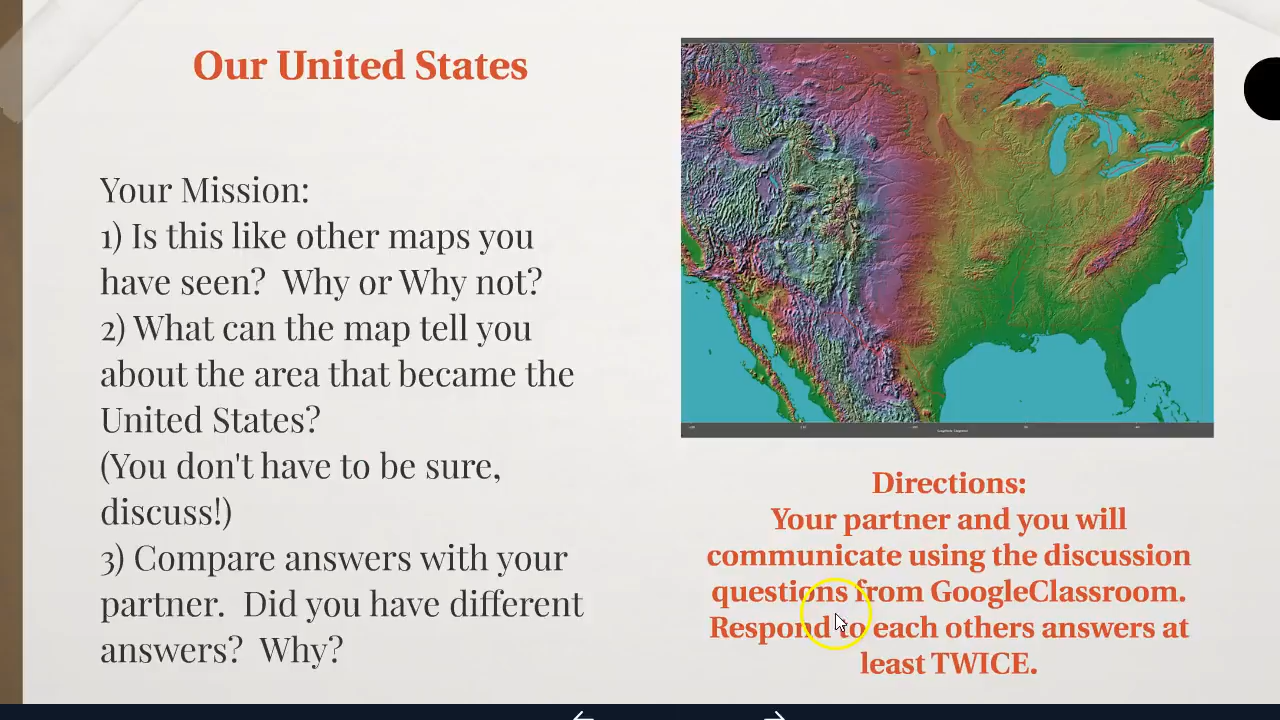 Our United States
Your Mission:
1) Is this like other maps you
have seen?  Why or Why not?
2) What can the map tell you
about the area that became the
United States?
(You don't have to be sure,
discuss!)
3) Compare answers with your
partner.  Did you have different
answers?  Why?
Directions:
Your partner and you will
communicate using the discussion
questions from GoogleClassroom.
Respond to each others answers at
least TWICE.